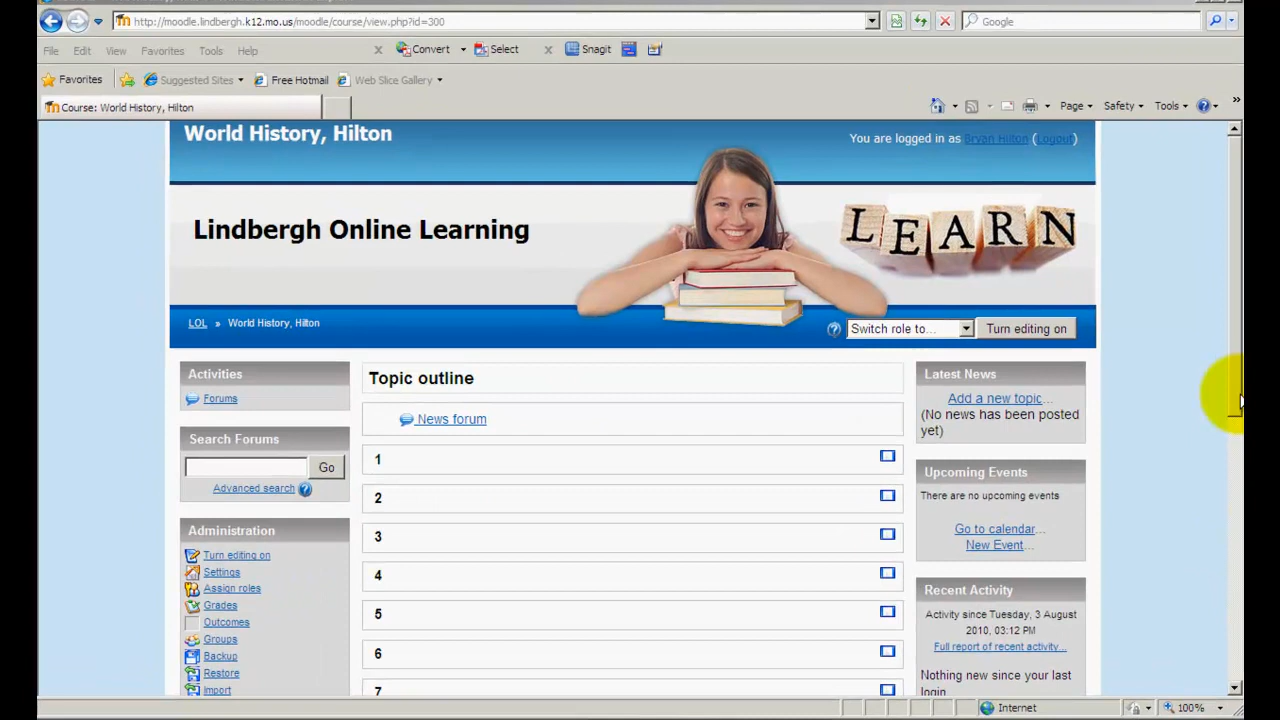 http://moodle.lindbergh.k12.mo.us/moodle/course/view.php?id=300
Google
File Edit View Favorites Tools Help
Convert Select Snagit
Favorites Suggested Sites Free Hotmail Web Slice Gallery
Course: World History, Hilton
Page Safety Tools
World History, Hilton
You are logged in as Bryan Hilton (Logout)
Lindbergh Online Learning
LEARN
LOL » World History, Hilton
Switch role to... Turn editing on
Activities
Forums
Search Forums
Go
Advanced search
Administration
Turn editing on
Settings
Assign roles
Grades
Outcomes
Groups
Backup
Restore
Import
Topic outline
News forum
1
2
3
4
5
6
7
Latest News
Add a new topic...
(No news has been posted
yet)
Upcoming Events
There are no upcoming events
Go to calendar...
New Event...
Recent Activity
Activity since Tuesday, 3 August
2010, 03:12 PM
Full report of recent activity...
Nothing new since your last
login
Internet
100%